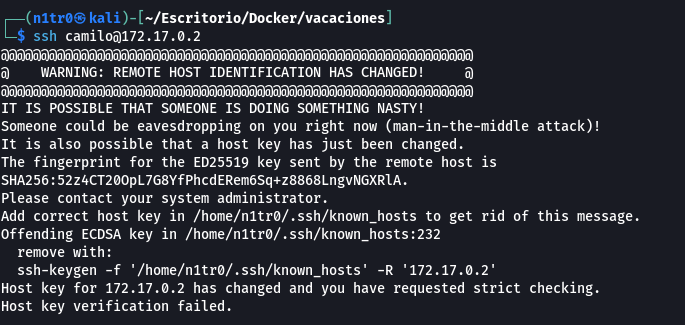 ┌──(n1tr0㉿kali)-[~/Escritorio/Docker/vacaciones]
└─$ ssh camilo@172.17.0.2
@@@@@@@@@@@@@@@@@@@@@@@@@@@@@@@@@@@@@@@@@@@@@@@@@@@@@@@@@@@
@    WARNING: REMOTE HOST IDENTIFICATION HAS CHANGED!     @
@@@@@@@@@@@@@@@@@@@@@@@@@@@@@@@@@@@@@@@@@@@@@@@@@@@@@@@@@@@
IT IS POSSIBLE THAT SOMEONE IS DOING SOMETHING NASTY!
Someone could be eavesdropping on you right now (man-in-the-middle attack)!
It is also possible that a host key has just been changed.
The fingerprint for the ED25519 key sent by the remote host is
SHA256:52z4CT20OpL7G8YfPhcdERem6Sq+z8868LngvNGXRlA.
Please contact your system administrator.
Add correct host key in /home/n1tr0/.ssh/known_hosts to get rid of this message.
Offending ECDSA key in /home/n1tr0/.ssh/known_hosts:232
  remove with:
  ssh-keygen -f '/home/n1tr0/.ssh/known_hosts' -R '172.17.0.2'
Host key for 172.17.0.2 has changed and you have requested strict checking.
Host key verification failed.